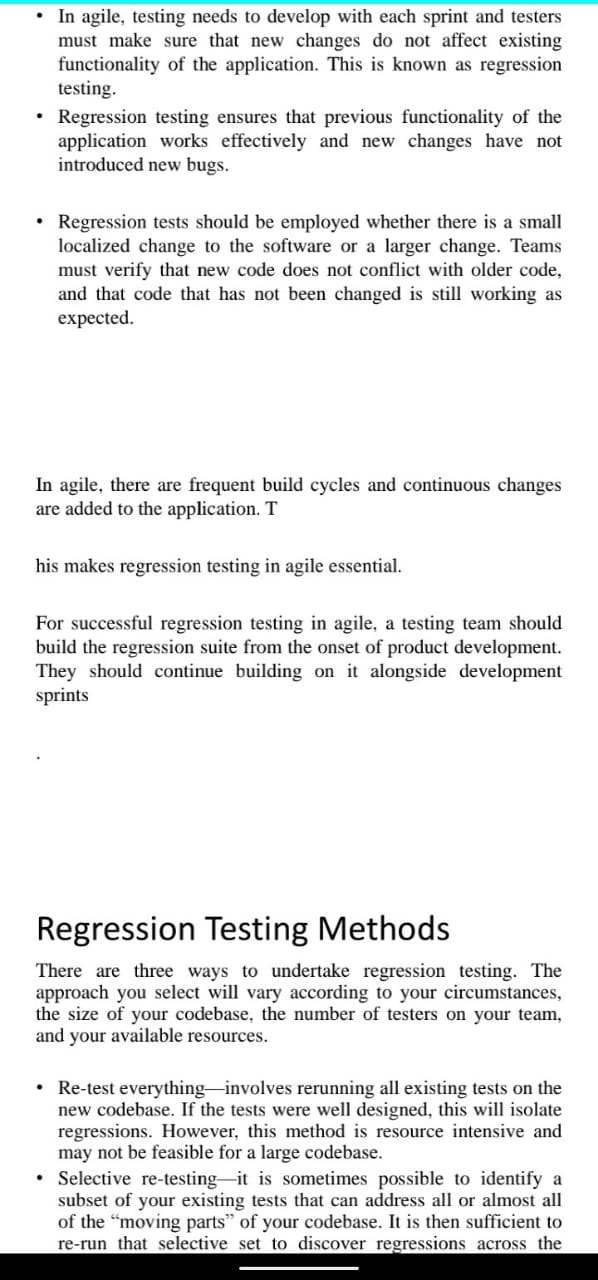 • In agile, testing needs to develop with each sprint and testers
must make sure that new changes do not affect existing
functionality of the application. This is known as regression
testing.
• Regression testing ensures that previous functionality of the
application works effectively and new changes have not
introduced new bugs.
• Regression tests should be employed whether there is a small
localized change to the software or a larger change. Teams
must verify that new code does not conflict with older code,
and that code that has not been changed is still working as
expected.
In agile, there are frequent build cycles and continuous changes
are added to the application. T
his makes regression testing in agile essential.
For successful regression testing in agile, a testing team should
build the regression suite from the onset of product development.
They should continue building on it alongside development
sprints
.
Regression Testing Methods
There are three ways to undertake regression testing. The
approach you select will vary according to your circumstances,
the size of your codebase, the number of testers on your team,
and your available resources.
• Re-test everything—involves rerunning all existing tests on the
new codebase. If the tests were well designed, this will isolate
regressions. However, this method is resource intensive and
may not be feasible for a large codebase.
• Selective re-testing—it is sometimes possible to identify a
subset of your existing tests that can address all or almost all
of the “moving parts” of your codebase. It is then sufficient to
re-run that selective set to discover regressions across the